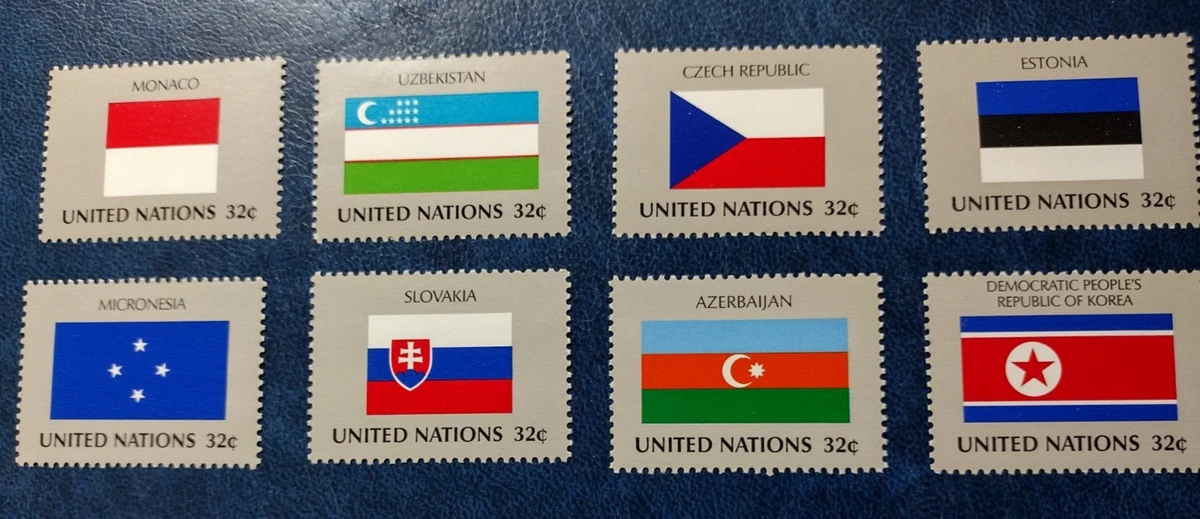 MONACO
UNITED NATIONS 32¢
UZBEKISTAN
UNITED NATIONS 32¢
CZECH REPUBLIC
UNITED NATIONS 32¢
ESTONIA
UNITED NATIONS 32¢
MICRONESIA
UNITED NATIONS 32¢
SLOVAKIA
UNITED NATIONS 32¢
AZERBAIJAN
UNITED NATIONS 32¢
DEMOCRATIC PEOPLE'S
REPUBLIC OF KOREA
UNITED NATIONS 32¢